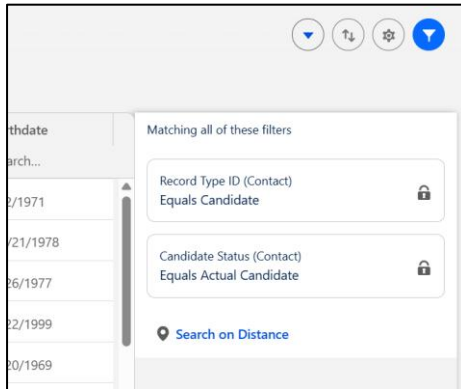 thdate
arch...
2/1971
/21/1978
26/1977
22/1999
20/1969
Matching all of these filters
Record Type ID (Contact)
Equals Candidate
Candidate Status (Contact)
Equals Actual Candidate
Search on Distance